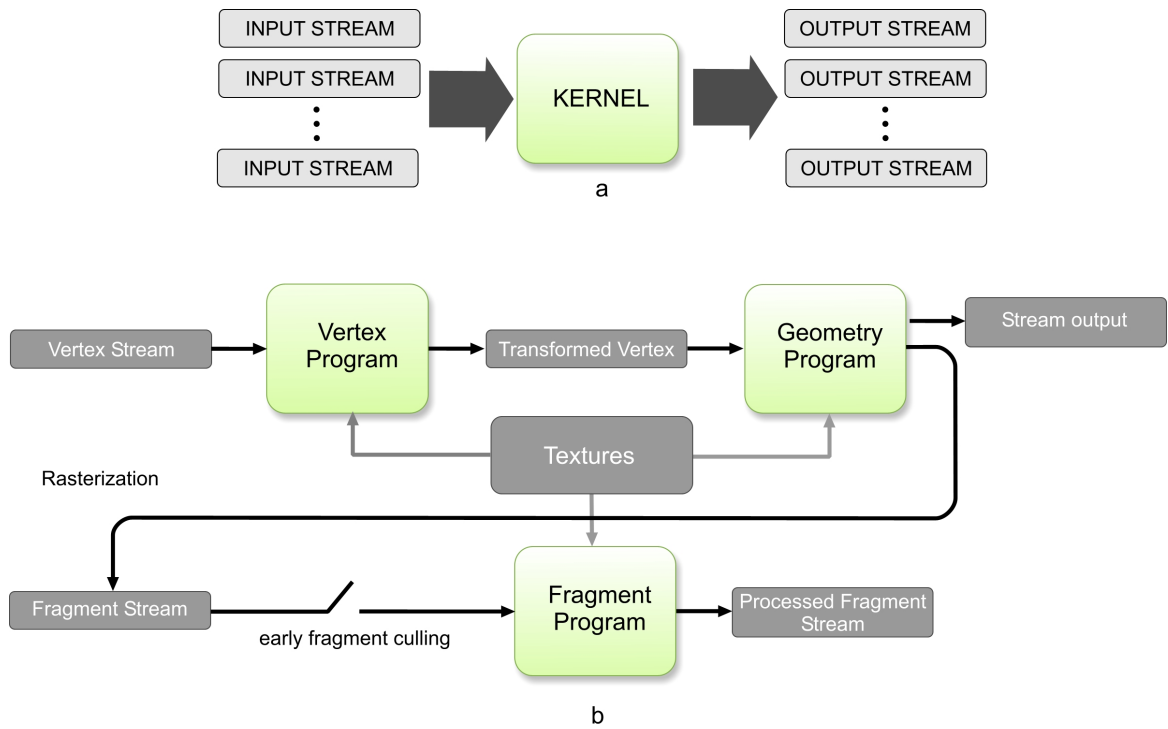 INPUT STREAM
INPUT STREAM
INPUT STREAM
KERNEL
OUTPUT STREAM
OUTPUT STREAM
OUTPUT STREAM
a
Vertex Stream
Vertex
Program
Transformed Vertex
Geometry
Program
Stream output
Textures
Rasterization
Fragment Stream
early fragment culling
Fragment
Program
Processed Fragment
Stream
b